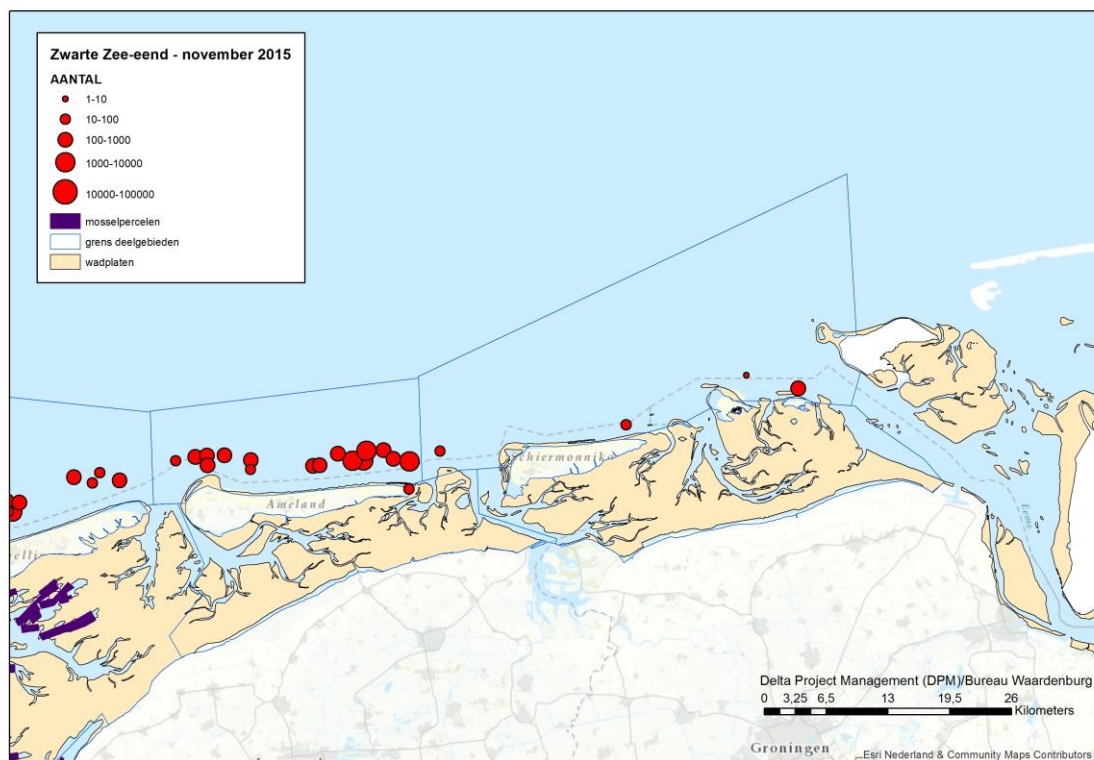 Zwarte Zee-eend - november 2015
AANTAL
1-10
10-100
100-1000
1000-10000
10000-100000
mosselpercelen
grens deelgebieden
wadplaten
Schiermonniko
Ameland
Eems
Delta Project Management (DPM)/Bureau Waardenburg
0 3,25 6,5 13 19,5 26
Kilometers
Groningen
Esri Nederland & Community Maps Contributors